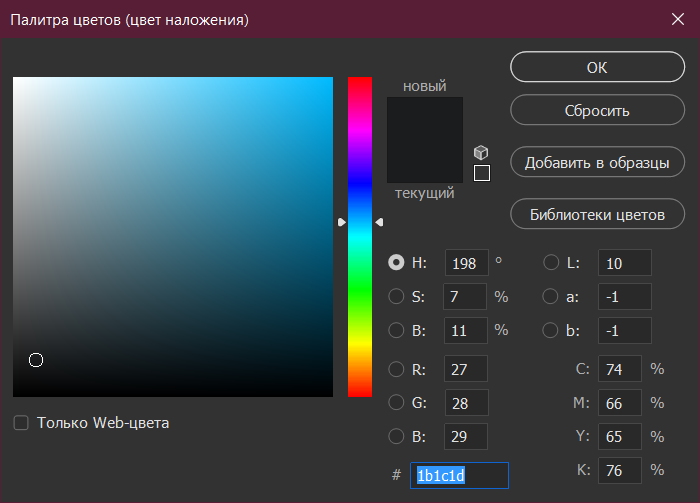 Палитра цветов (цвет наложения)
новый
текущий
OK
Сбросить
Добавить в образцы
Библиотеки цветов
H: 198 °
S: 7 %
B: 11 %
R: 27
G: 28
B: 29
# 1b1c1d
L: 10
a: -1
b: -1
C: 74 %
M: 66 %
Y: 65 %
K: 76 %
Только Web-цвета